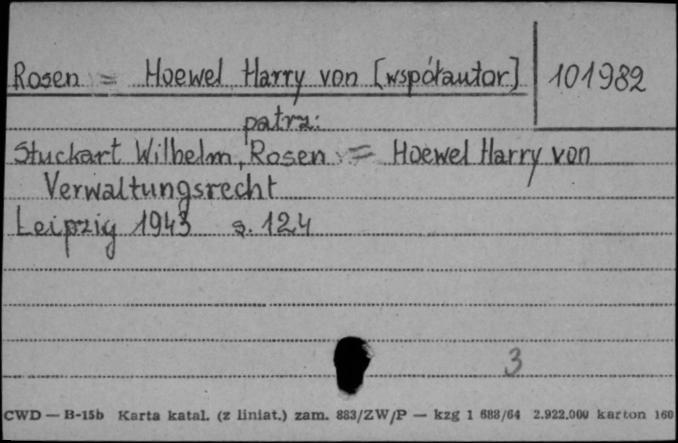 Rosen = Hoewel Harry von [współautor] 101982
patrz:
Stuckart Wilhelm, Rosen = Hoewel Harry von
Verwaltungsrecht
Leipzig 1943 s. 124
3
CWD — B-15b Karta katal. (z liniat.) zam. 883/ZW/P — kzg 1 688/64 2.922.000 karton 160